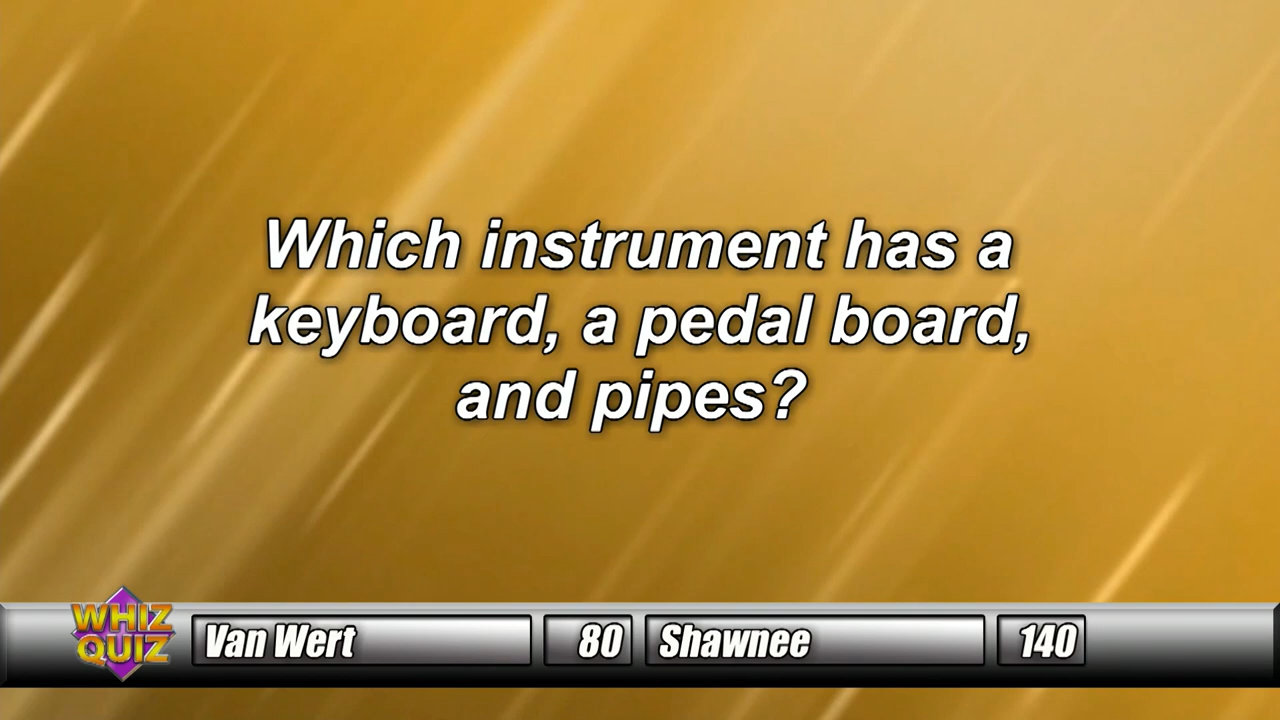 Which instrument has a
keyboard, a pedal board,
and pipes?
WHIZ
QUIZ
Van Wert 80 Shawnee 140